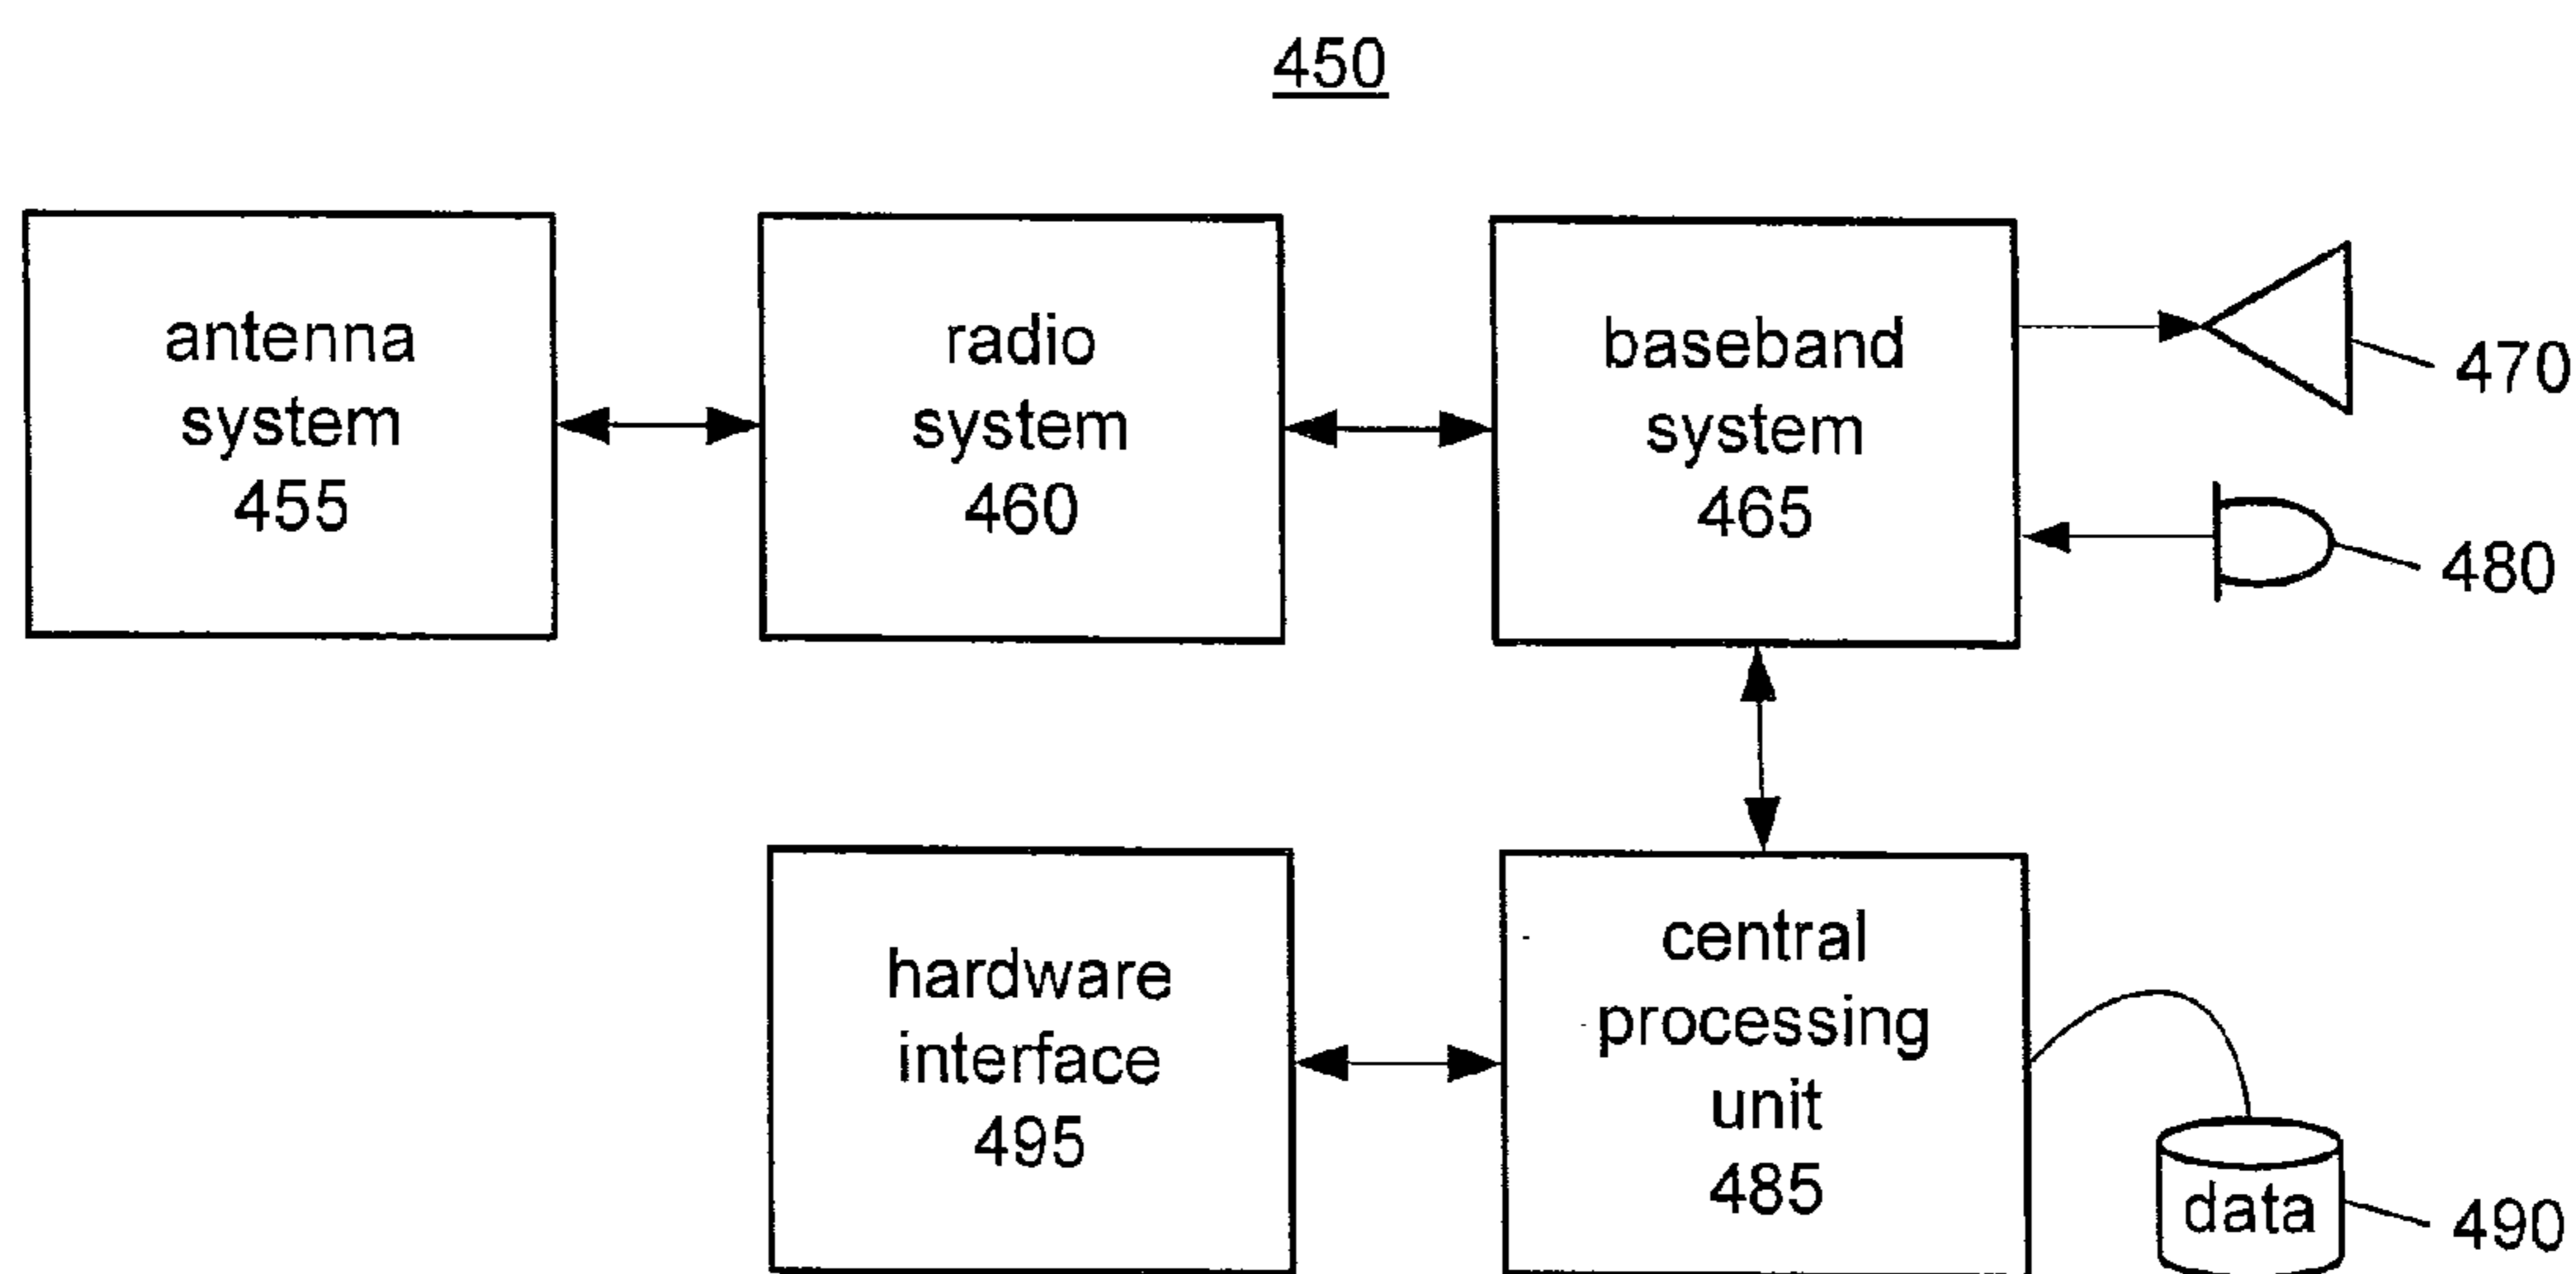 450
antenna
system
455
radio
system
460
baseband
system
465
470
480
hardware
interface
495
central
processing
unit
485
data
490